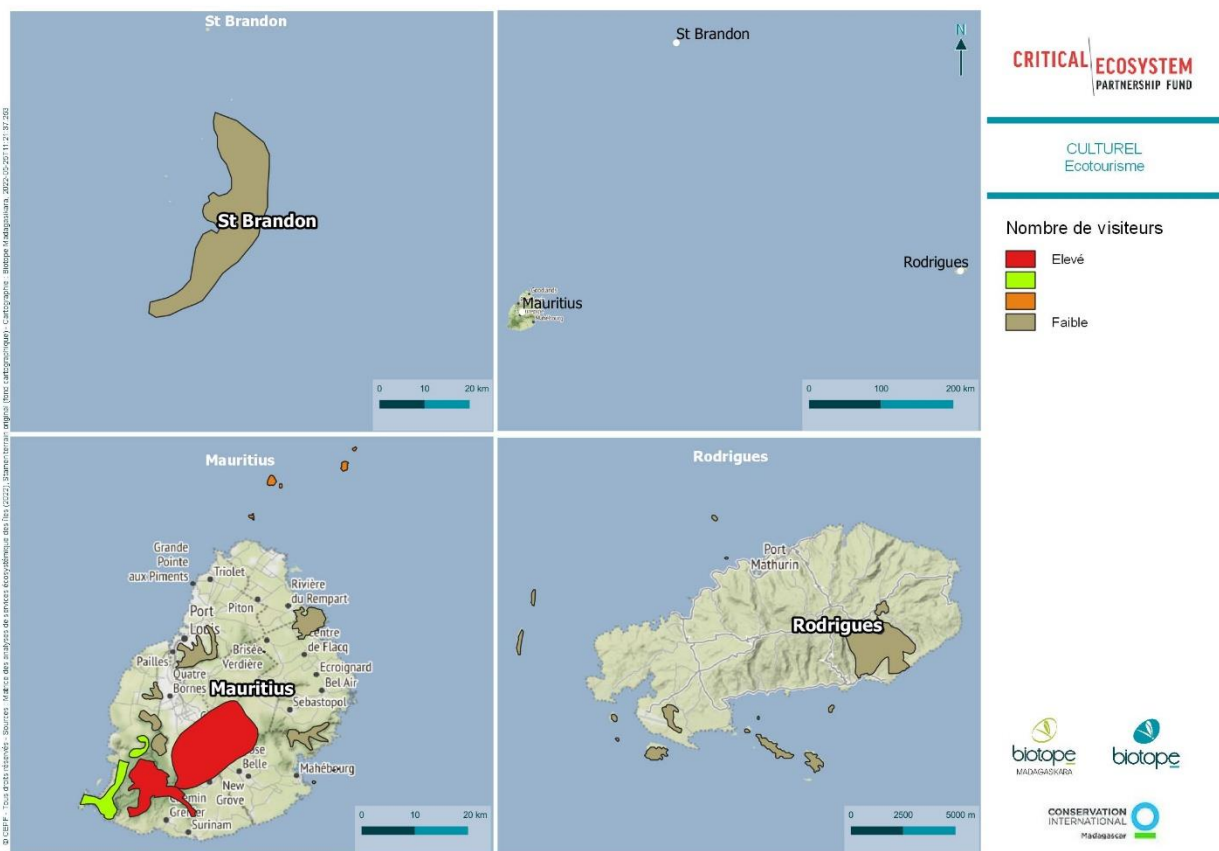 St Brandon
St Brandon
0 10 20 km
St Brandon
N
Rodrigues
Mauritius
0 100 200 km
Mauritius
Grande
Pointe
aux Piments
Triolet
Rivière
du Rempart
Piton
Port
Louis
Centre
de Flacq
Pailles
Brisée
Verdière
Quatre
Bornes
Ecroignard
Bel Air
Mauritius
Sebastopol
Rose
Belle
Mahébourg
New
Grove
Chemin
Grenier
Surinam
0 10 20 km
Rodrigues
Port
Mathurin
Rodrigues
0 2500 5000 m
CRITICAL ECOSYSTEM
PARTNERSHIP FUND
CULTUREL
Ecotourisme
Nombre de visiteurs
Elevé
Faible
biotope
MADAGASKARA
biotope
CONSERVATION
INTERNATIONAL
Madagascar